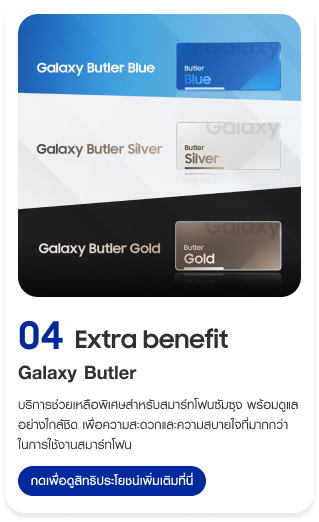 Galaxy Butler Blue
Galaxy
Butler
Blue
Galaxy Butler Silver
Galaxy
Butler
Silver
Galaxy Butler Gold
Galaxy
Butler
Gold
04 Extra benefit
Galaxy Butler
บริการช่วยเหลือพิเศษสำหรับสมาร์ทโฟนซัมซุง พร้อมดูแล
อย่างใกล้ชิด เพื่อความสะดวกและความสบายใจที่มากกว่า
ในการใช้งานสมาร์ทโฟน
กดเพื่อดูสิทธิประโยชน์เพิ่มเติมที่นี่